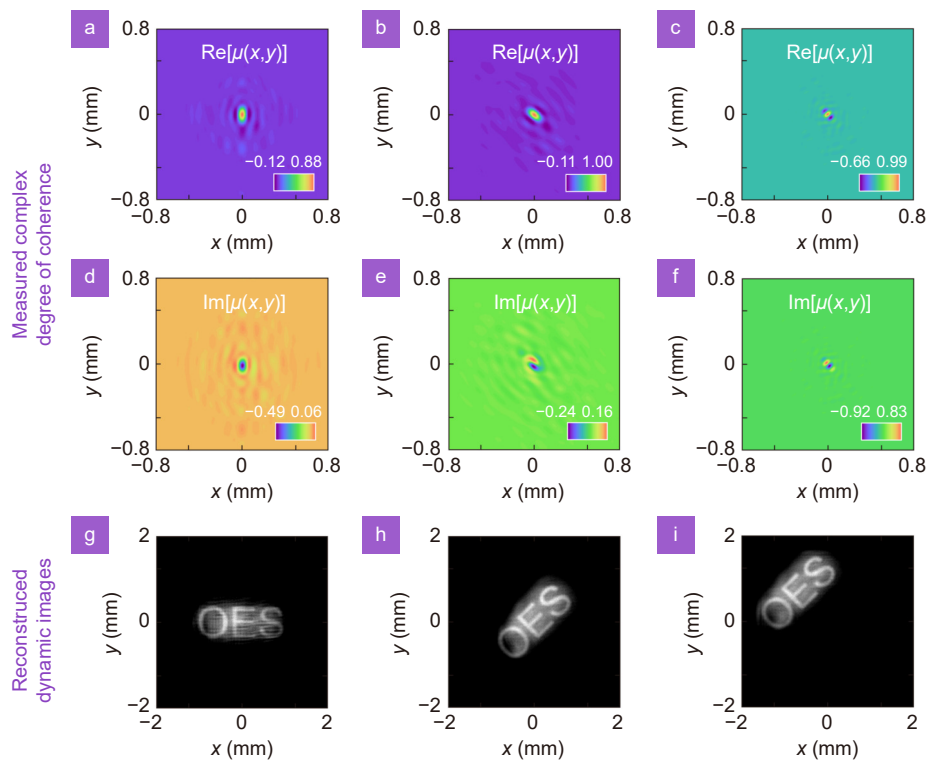 a
b
c
0.8
0
−0.8
y (mm)
Re[μ(x,y)]
−0.12 0.88
−0.8
0
0.8
x (mm)
0.8
0
−0.8
y (mm)
Re[μ(x,y)]
−0.11 1.00
−0.8
0
0.8
x (mm)
0.8
0
−0.8
y (mm)
Re[μ(x,y)]
−0.66 0.99
−0.8
0
0.8
x (mm)
Measured complex
degree of coherence
d
e
f
0.8
0
−0.8
y (mm)
Im[μ(x,y)]
−0.49 0.06
−0.8
0
0.8
x (mm)
0.8
0
−0.8
y (mm)
Im[μ(x,y)]
−0.24 0.16
−0.8
0
0.8
x (mm)
0.8
0
−0.8
y (mm)
Im[μ(x,y)]
−0.92 0.83
−0.8
0
0.8
x (mm)
Reconstruced
dynamic images
g
h
i
2
0
−2
y (mm)
OES
−2
0
2
x (mm)
2
0
−2
y (mm)
OES
−2
0
2
x (mm)
2
0
−2
y (mm)
OES
−2
0
2
x (mm)